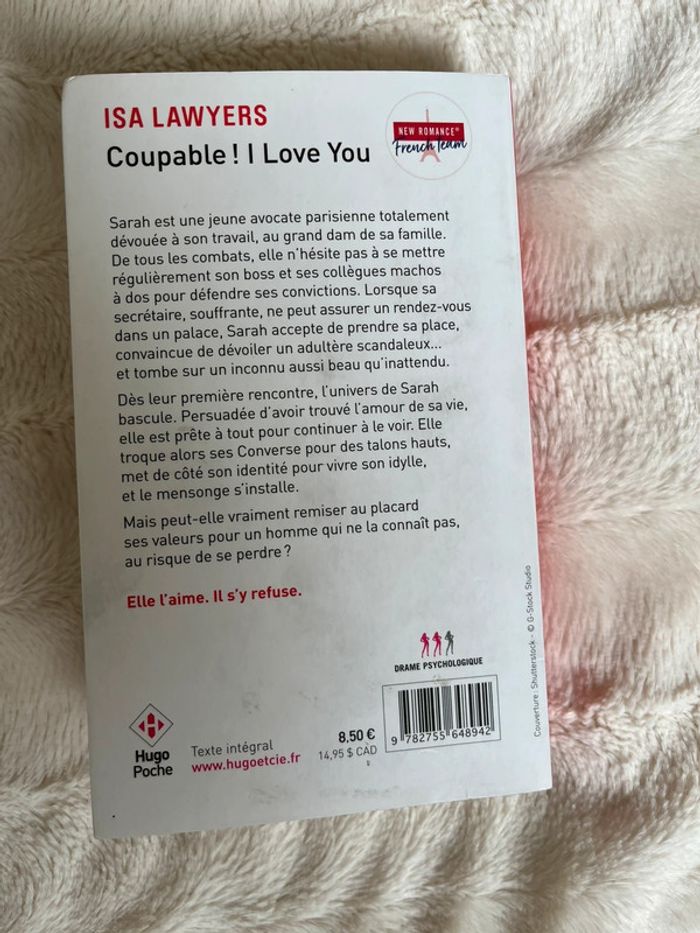 ISA LAWYERS
Coupable ! I Love You
NEW ROMANCE®
French Team
Sarah est une jeune avocate parisienne totalement
dévouée à son travail, au grand dam de sa famille.
De tous les combats, elle n'hésite pas à se mettre
régulièrement son boss et ses collègues machos
à dos pour défendre ses convictions. Lorsque sa
secrétaire, souffrante, ne peut assurer un rendez-vous
dans un palace, Sarah accepte de prendre sa place,
convaincue de dévoiler un adultère scandaleux...
et tombe sur un inconnu aussi beau qu'inattendu.
Dès leur première rencontre, l'univers de Sarah
bascule. Persuadée d'avoir trouvé l'amour de sa vie,
elle est prête à tout pour continuer à le voir. Elle
troque alors ses Converse pour des talons hauts,
met de côté son identité pour vivre son idylle,
et le mensonge s'installe.
Mais peut-elle vraiment remiser au placard
ses valeurs pour un homme qui ne la connaît pas,
au risque de se perdre ?
Elle l'aime. Il s'y refuse.
DRAME PSYCHOLOGIQUE
Hugo
Poche
Texte intégral
www.hugoetcie.fr
8,50 €
14,95 $ CAD
9 782755 648942
Couverture : Shutterstock - © G-Stock Studio